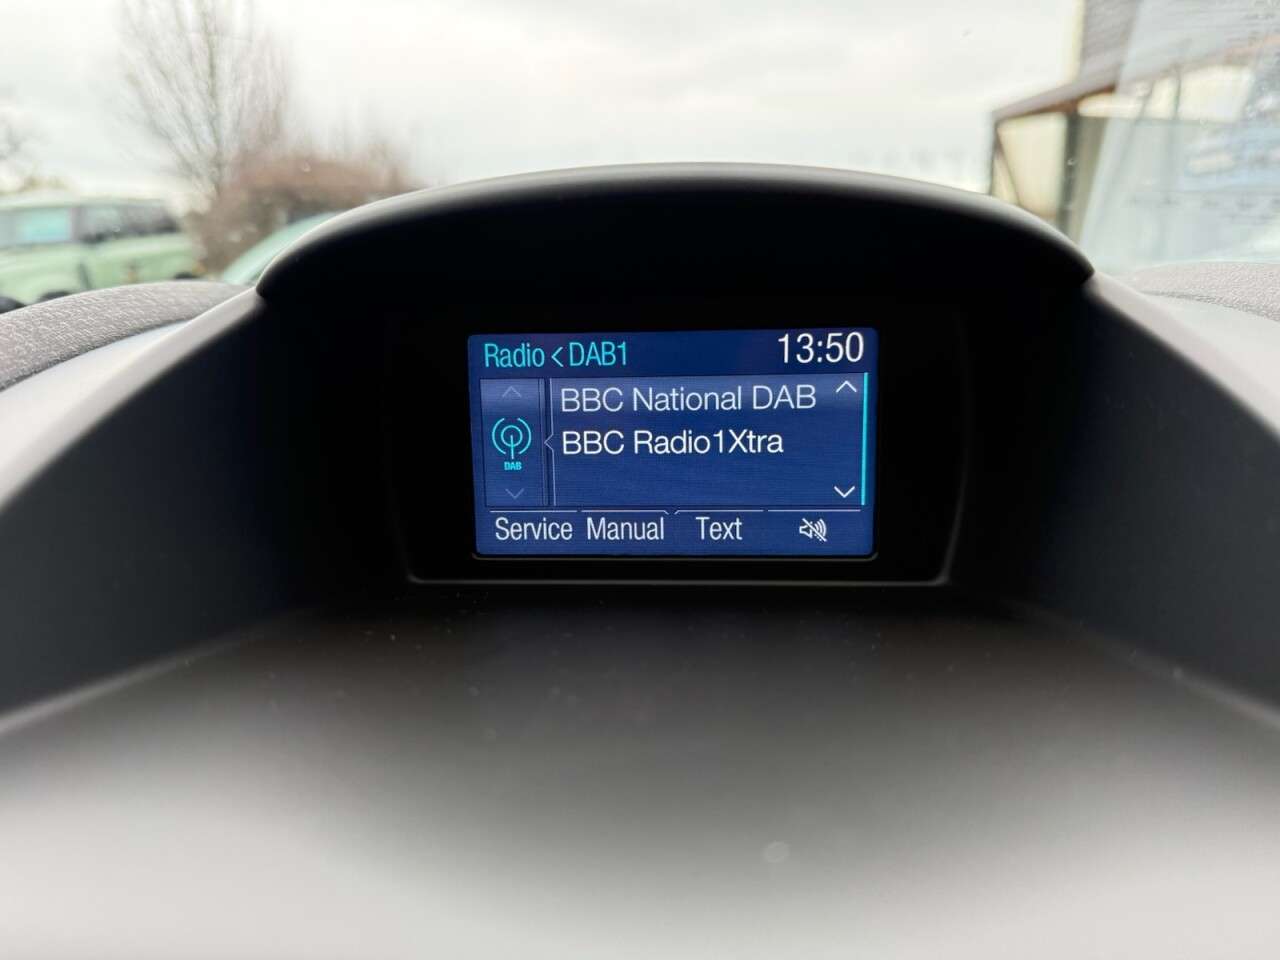 Radio < DAB1 13:50
BBC National DAB
BBC Radio1Xtra
DAB
Service Manual Text